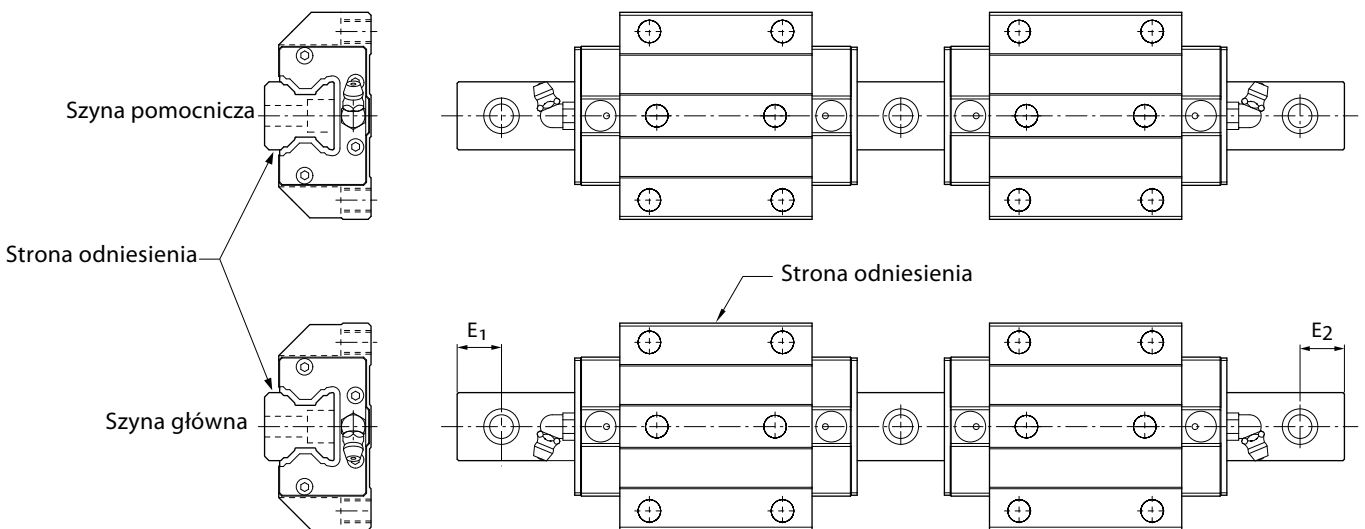 Szyna pomocnicza
Strona odniesienia
Strona odniesienia
E1
E2
Szyna główna